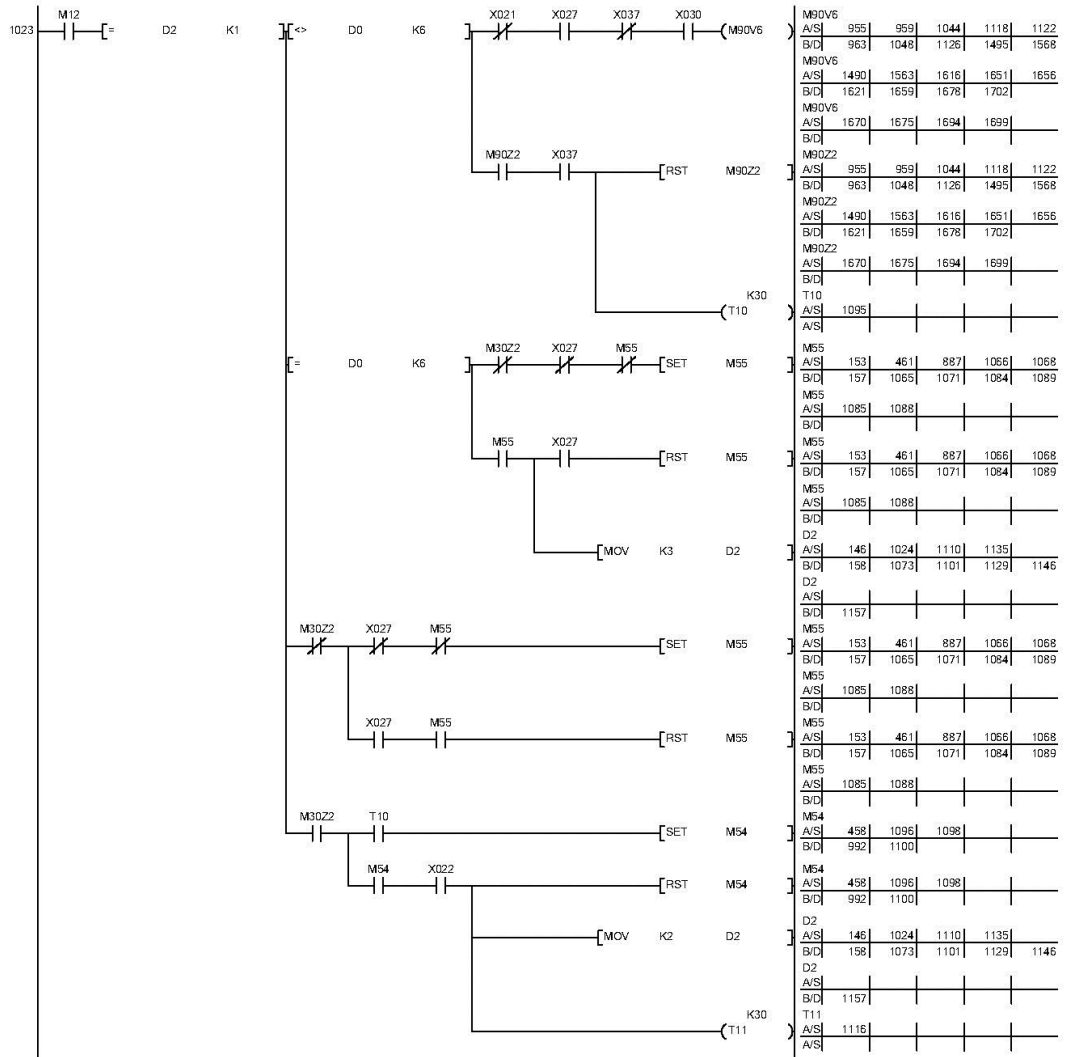 M12 X021 X027 X037 X030 M90V6
1023 [= D2 K1 ] [<> D0 K6 ] (M90V6 ) A/S 955 959 1044 1118 1122
B/D 963 1048 1126 1495 1568
M90V6
A/S 1490 1563 1616 1651 1656
B/D 1621 1659 1678 1702
M90V6
A/S 1670 1675 1694 1699
B/D
M90Z2 X037 M90Z2
[RST M90Z2 ] A/S 955 959 1044 1118 1122
B/D 963 1048 1126 1495 1568
M90Z2
A/S 1490 1563 1616 1651 1656
B/D 1621 1659 1678 1702
M90Z2
A/S 1670 1675 1694 1699
B/D
K30 T10
(T10 ) A/S 1095
A/S
M30Z2 X027 M55 M55
[= D0 K6 ] [SET M55 ] A/S 153 461 887 1066 1068
B/D 157 1065 1071 1084 1089
M55
A/S 1085 1088
B/D
M55 X027 M55
[RST M55 ] A/S 153 461 887 1066 1068
B/D 157 1065 1071 1084 1089
M55
A/S 1085 1088
B/D
D2
[MOV K3 D2 ] A/S 146 1024 1110 1135
B/D 158 1073 1101 1129 1146
D2
A/S
B/D 1157
M30Z2 X027 M55 M55
[SET M55 ] A/S 153 461 887 1066 1068
B/D 157 1065 1071 1084 1089
M55
A/S 1085 1088
B/D
X027 M55 M55
[RST M55 ] A/S 153 461 887 1066 1068
B/D 157 1065 1071 1084 1089
M55
A/S 1085 1088
B/D
M30Z2 T10 M54
[SET M54 ] A/S 458 1096 1098
B/D 992 1100
M54 X022 M54
[RST M54 ] A/S 458 1096 1098
B/D 992 1100
D2
[MOV K2 D2 ] A/S 146 1024 1110 1135
B/D 158 1073 1101 1129 1146
D2
A/S
B/D 1157
K30 T11
(T11 ) A/S 1116
A/S